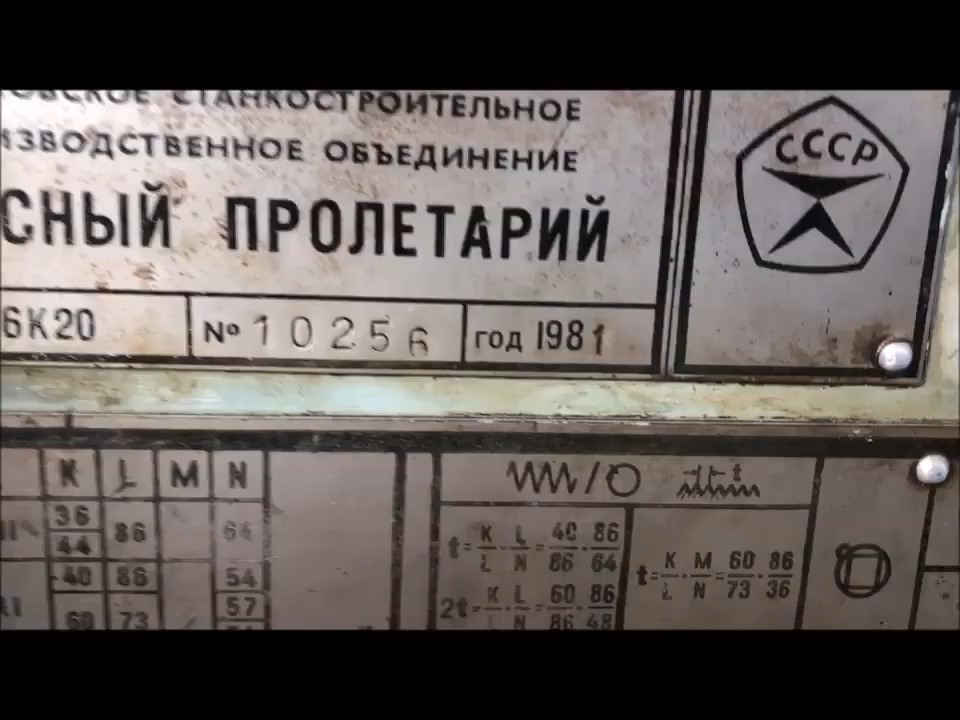 ОВСКОЕ СТАНКОСТРОИТЕЛЬНОЕ
ИЗВОДСТВЕННОЕ ОБЪЕДИНЕНИЕ
СНЫЙ ПРОЛЕТАРИЙ
6К20 № 10256 год 1981
СССР
K L M N
36 86 64
44
40 86 54
57
60 73
t= K/L · L/N = 40/86 · 86/64
2t= K/L · L/N = 60/86 · 86/48
t= K/L · M/N = 60/73 · 86/36